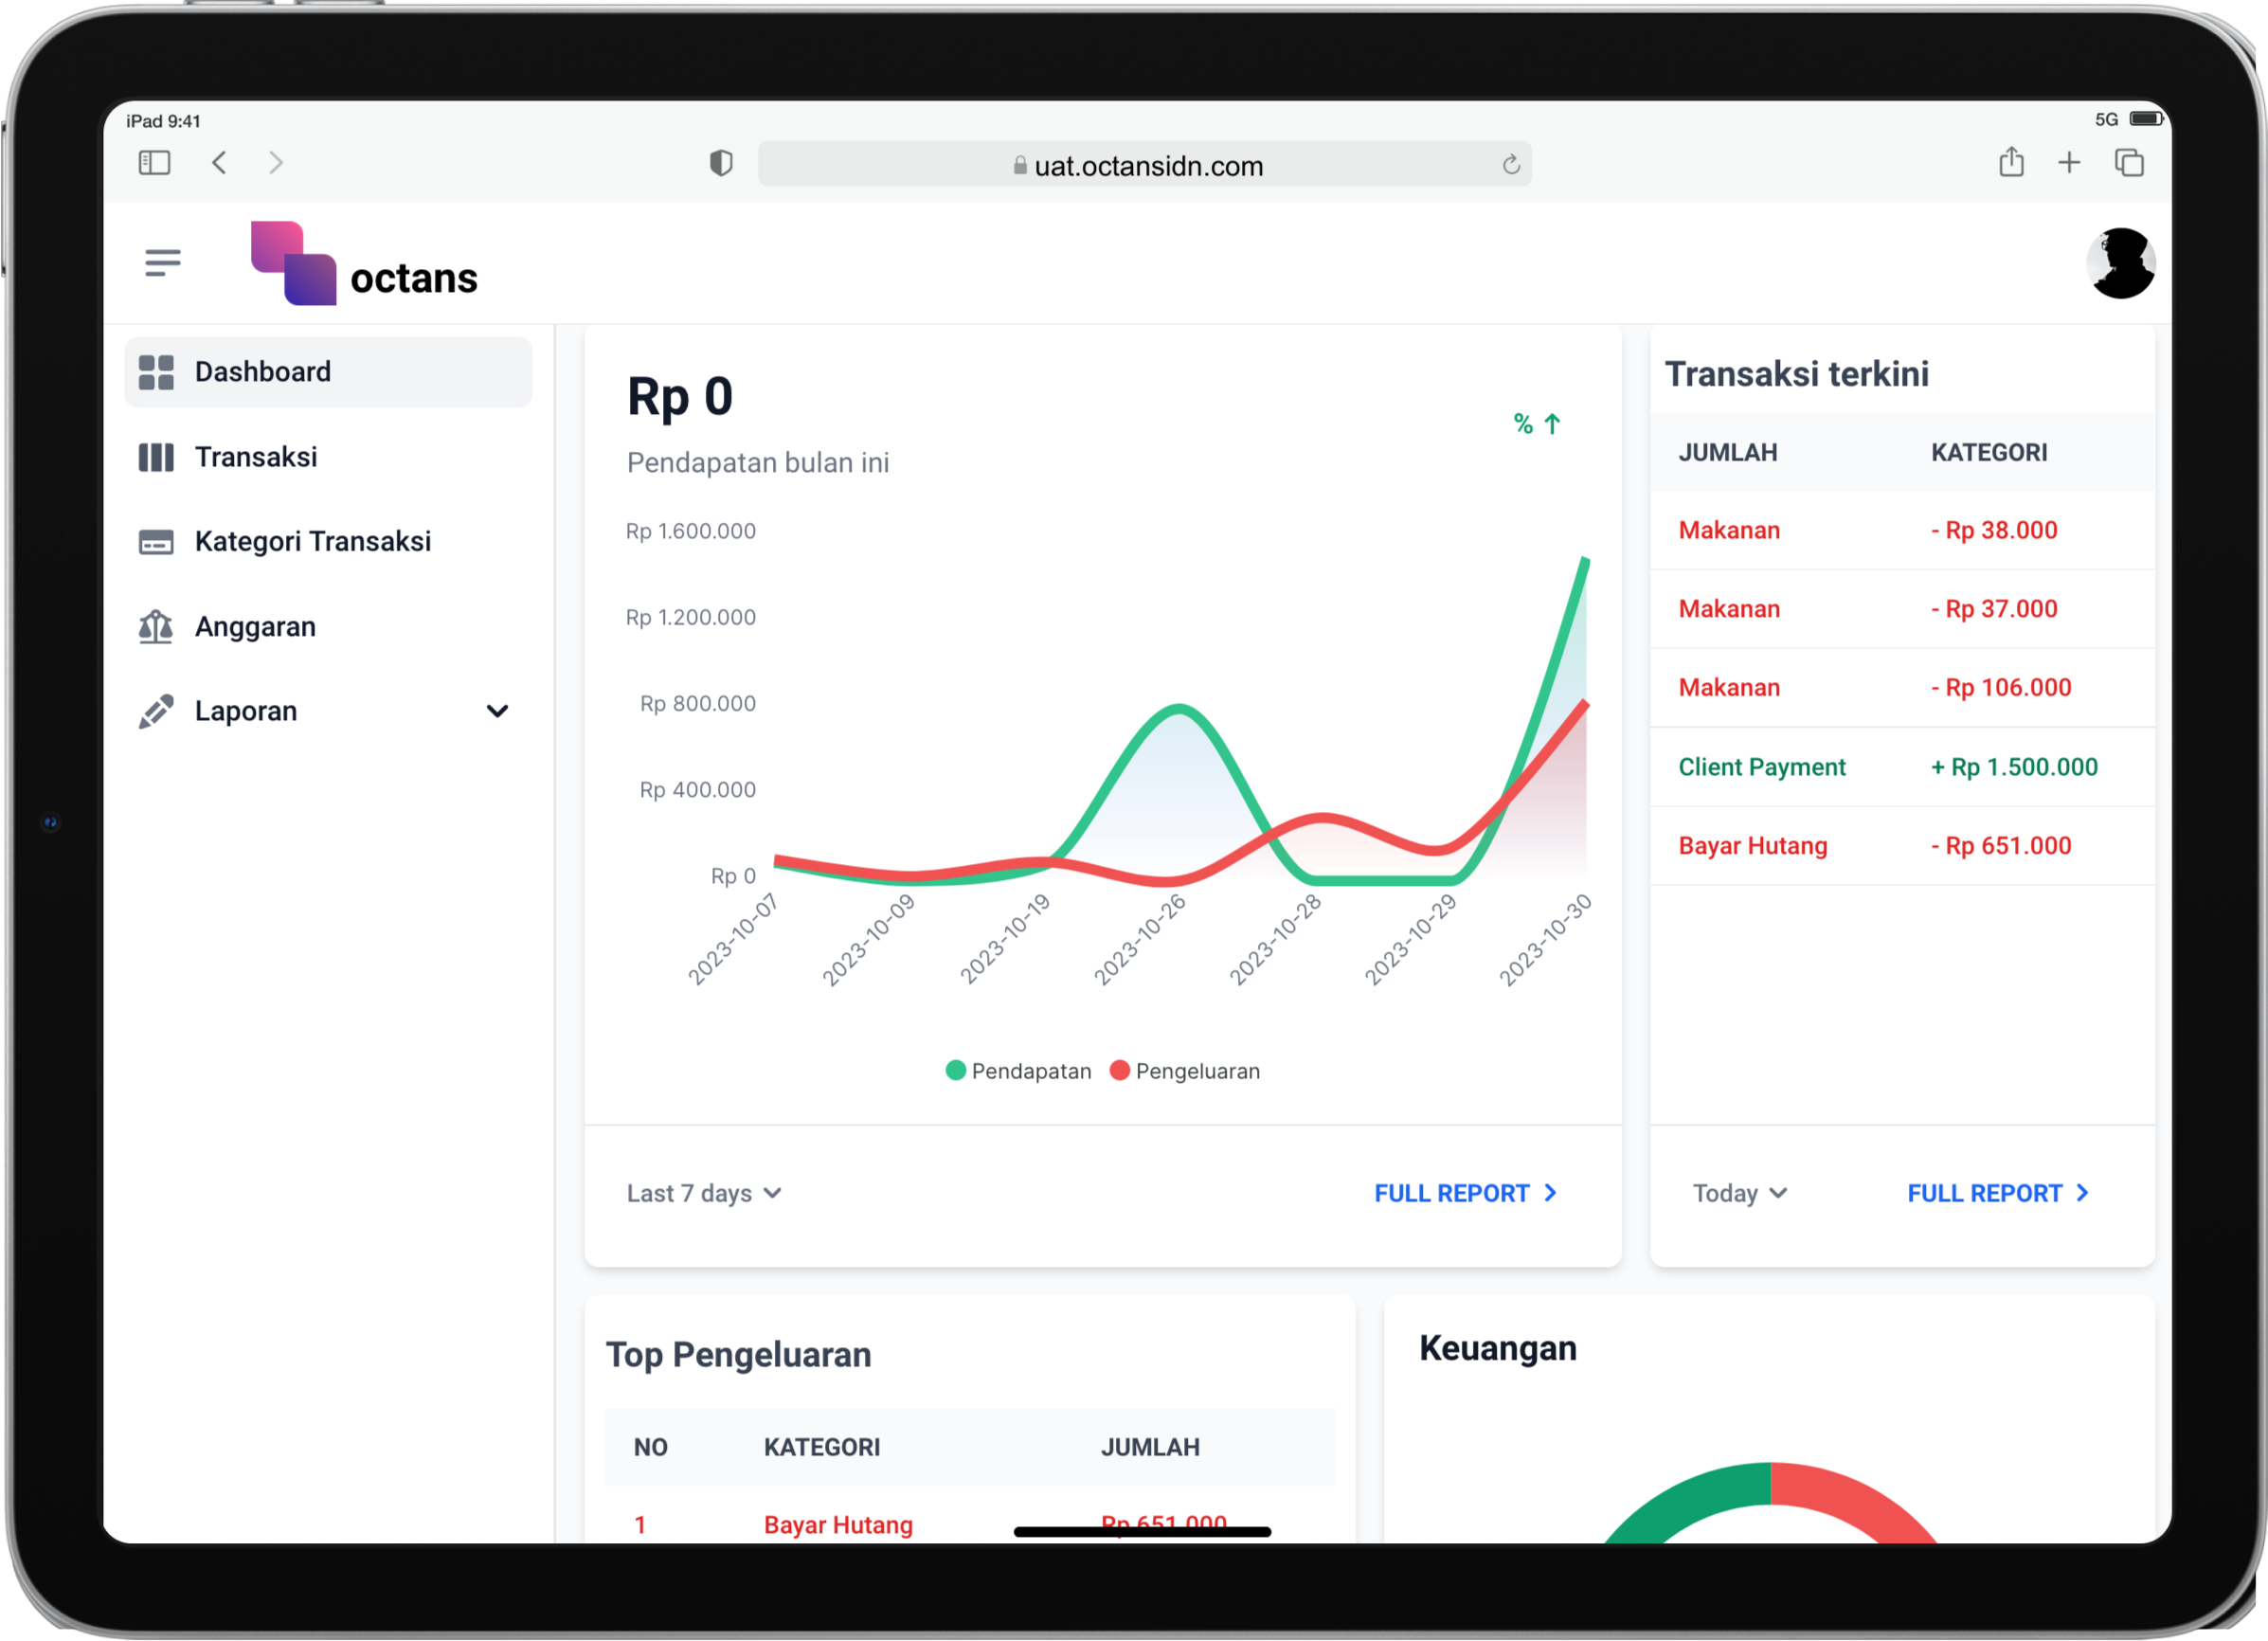 iPad 9:41
5G
uat.octansidn.com
octans
Dashboard
Transaksi
Kategori Transaksi
Anggaran
Laporan
Rp 0
% ↑
Pendapatan bulan ini
Rp 1.600.000
Rp 1.200.000
Rp 800.000
Rp 400.000
Rp 0
2023-10-07
2023-10-09
2023-10-19
2023-10-26
2023-10-28
2023-10-29
2023-10-30
Pendapatan Pengeluaran
Last 7 days
FULL REPORT
Transaksi terkini
JUMLAH KATEGORI
Makanan - Rp 38.000
Makanan - Rp 37.000
Makanan - Rp 106.000
Client Payment + Rp 1.500.000
Bayar Hutang - Rp 651.000
Today
FULL REPORT
Top Pengeluaran
NO KATEGORI JUMLAH
1 Bayar Hutang Rp 651.000
Keuangan